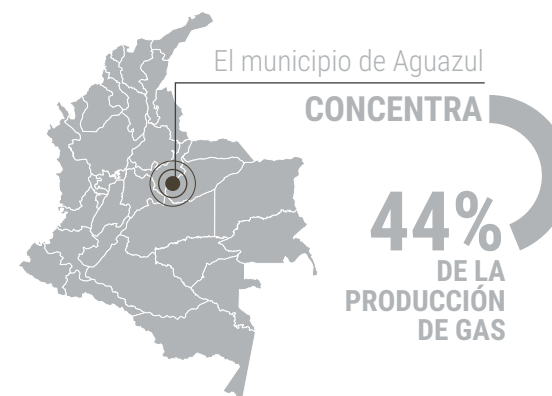 El municipio de Aguazul
CONCENTRA
44%
DE LA
PRODUCCIÓN
DE GAS